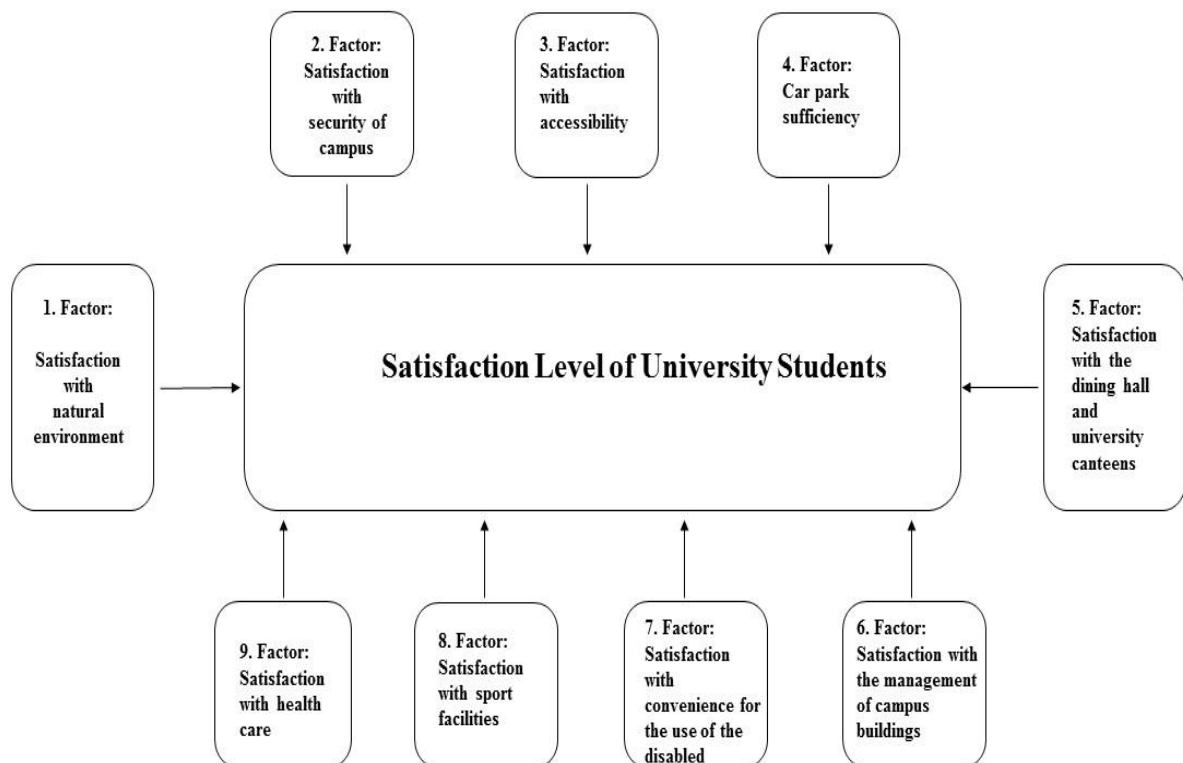 2. Factor:
Satisfaction
with
security of
campus
3. Factor:
Satisfaction
with
accessibility
4. Factor:
Car park
sufficiency
1. Factor:
Satisfaction
with
natural
environment
Satisfaction Level of University Students
5. Factor:
Satisfaction
with the
dining hall
and
university
canteens
9. Factor:
Satisfaction
with health
care
8. Factor:
Satisfaction
with sport
facilities
7. Factor:
Satisfaction
with
convenience for
the use of the
disabled
6. Factor:
Satisfaction with
the management
of campus
buildings